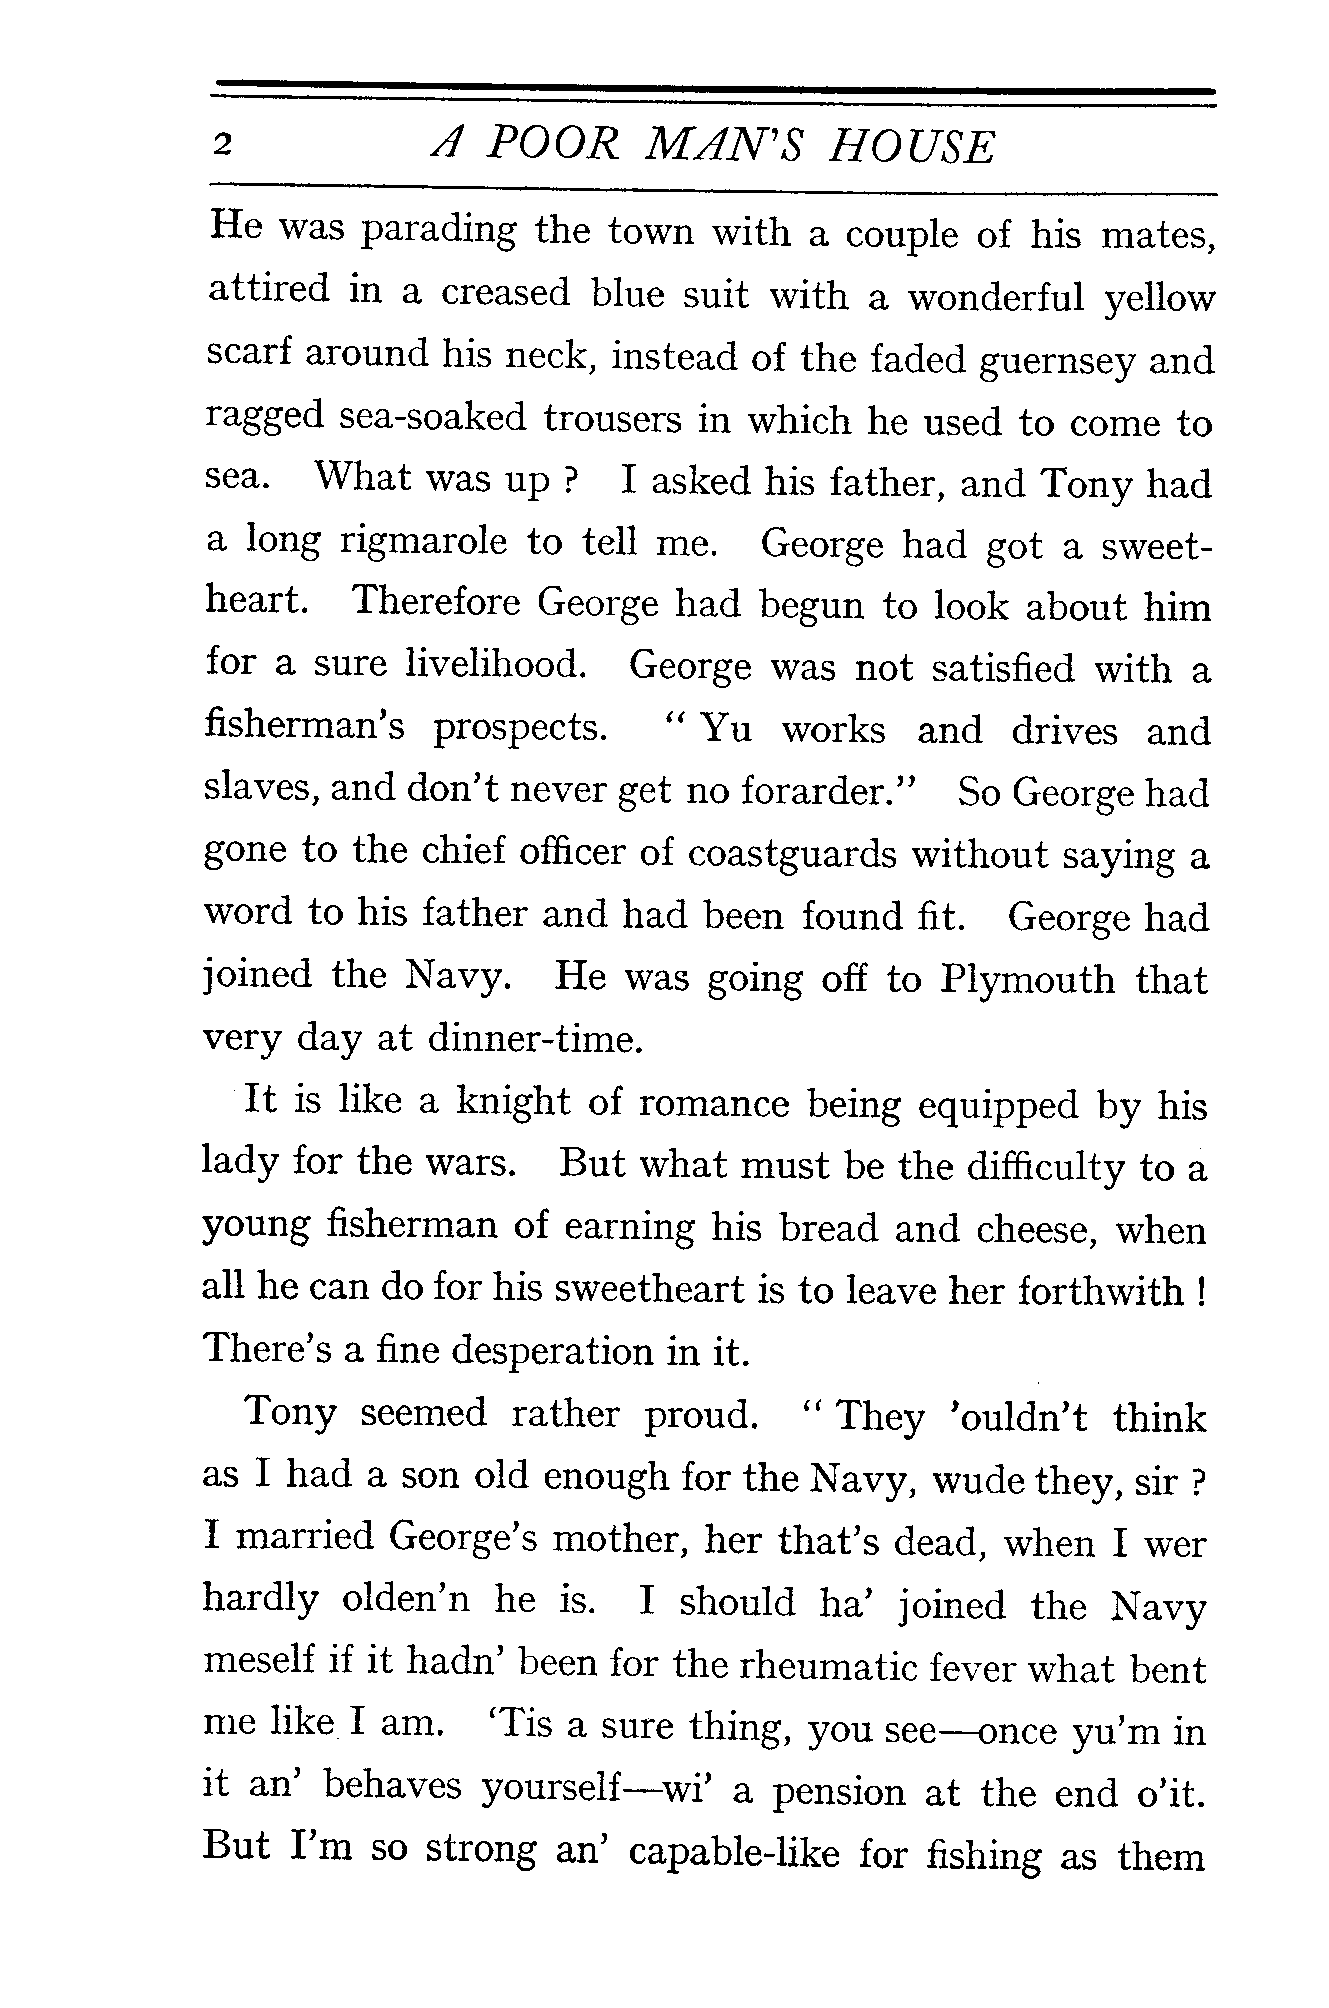 2 A POOR MAN'S HOUSE
He was parading the town with a couple of his mates,
attired in a creased blue suit with a wonderful yellow
scarf around his neck, instead of the faded guernsey and
ragged sea-soaked trousers in which he used to come to
sea. What was up ? I asked his father, and Tony had
a long rigmarole to tell me. George had got a sweet-
heart. Therefore George had begun to look about him
for a sure livelihood. George was not satisfied with a
fisherman's prospects. “ Yu works and drives and
slaves, and don't never get no forarder.” So George had
gone to the chief officer of coastguards without saying a
word to his father and had been found fit. George had
joined the Navy. He was going off to Plymouth that
very day at dinner-time.
It is like a knight of romance being equipped by his
lady for the wars. But what must be the difficulty to a
young fisherman of earning his bread and cheese, when
all he can do for his sweetheart is to leave her forthwith !
There's a fine desperation in it.
Tony seemed rather proud. “ They 'ouldn't think
as I had a son old enough for the Navy, wude they, sir ?
I married George's mother, her that's dead, when I wer
hardly olden'n he is. I should ha' joined the Navy
meself if it hadn' been for the rheumatic fever what bent
me like I am. ‘Tis a sure thing, you see—once yu'm in
it an' behaves yourself—wi' a pension at the end o'it.
But I'm so strong an' capable-like for fishing as them